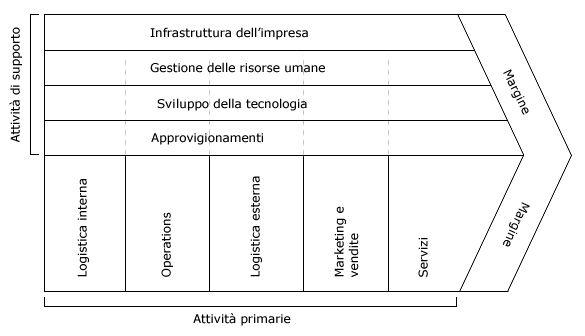 Attività di supporto
Infrastruttura dell’impresa
Gestione delle risorse umane
Sviluppo della tecnologia
Approvigionamenti
Margine
Logistica interna
Operations
Logistica esterna
Marketing e
vendite
Servizi
Margine
Attività primarie